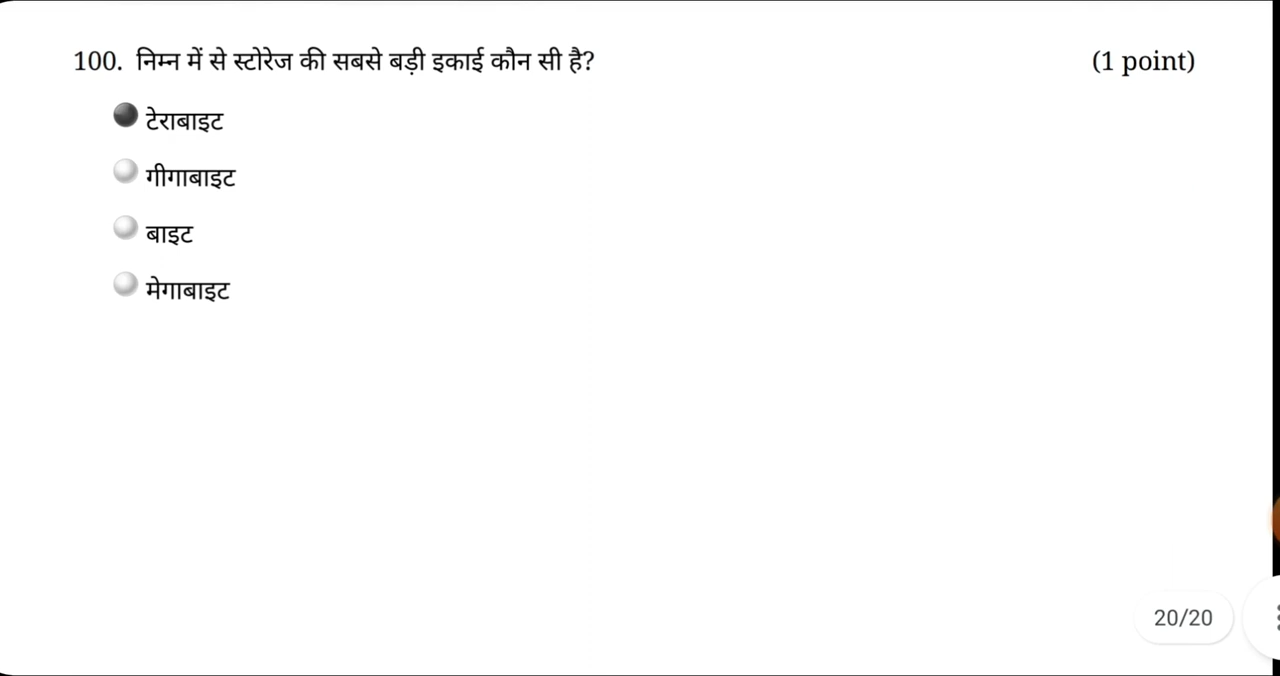 100. निम्न में से स्टोरेज की सबसे बड़ी इकाई कौन सी है? (1 point)
टेराबाइट
गीगाबाइट
बाइट
मेगाबाइट
20/20